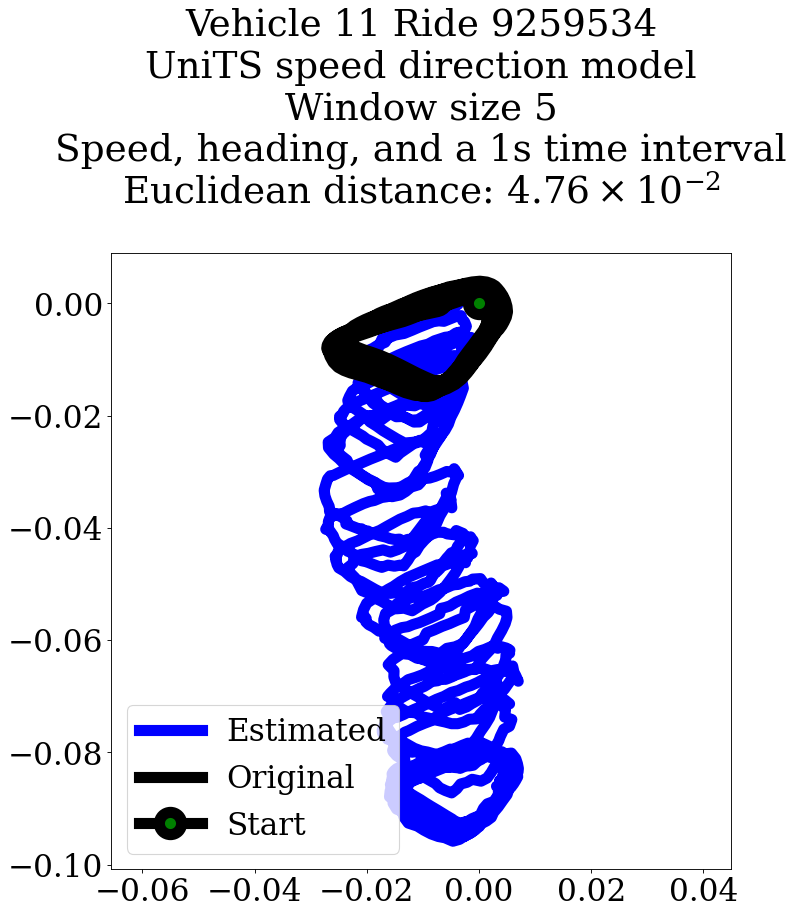 Vehicle 11 Ride 9259534
UniTS speed direction model
Window size 5
Speed, heading, and a 1s time interval
Euclidean distance: 4.76 × 10⁻²
0.00
−0.02
−0.04
−0.06
−0.08
−0.10
Estimated
Original
Start
−0.06 −0.04 −0.02 0.00 0.02 0.04